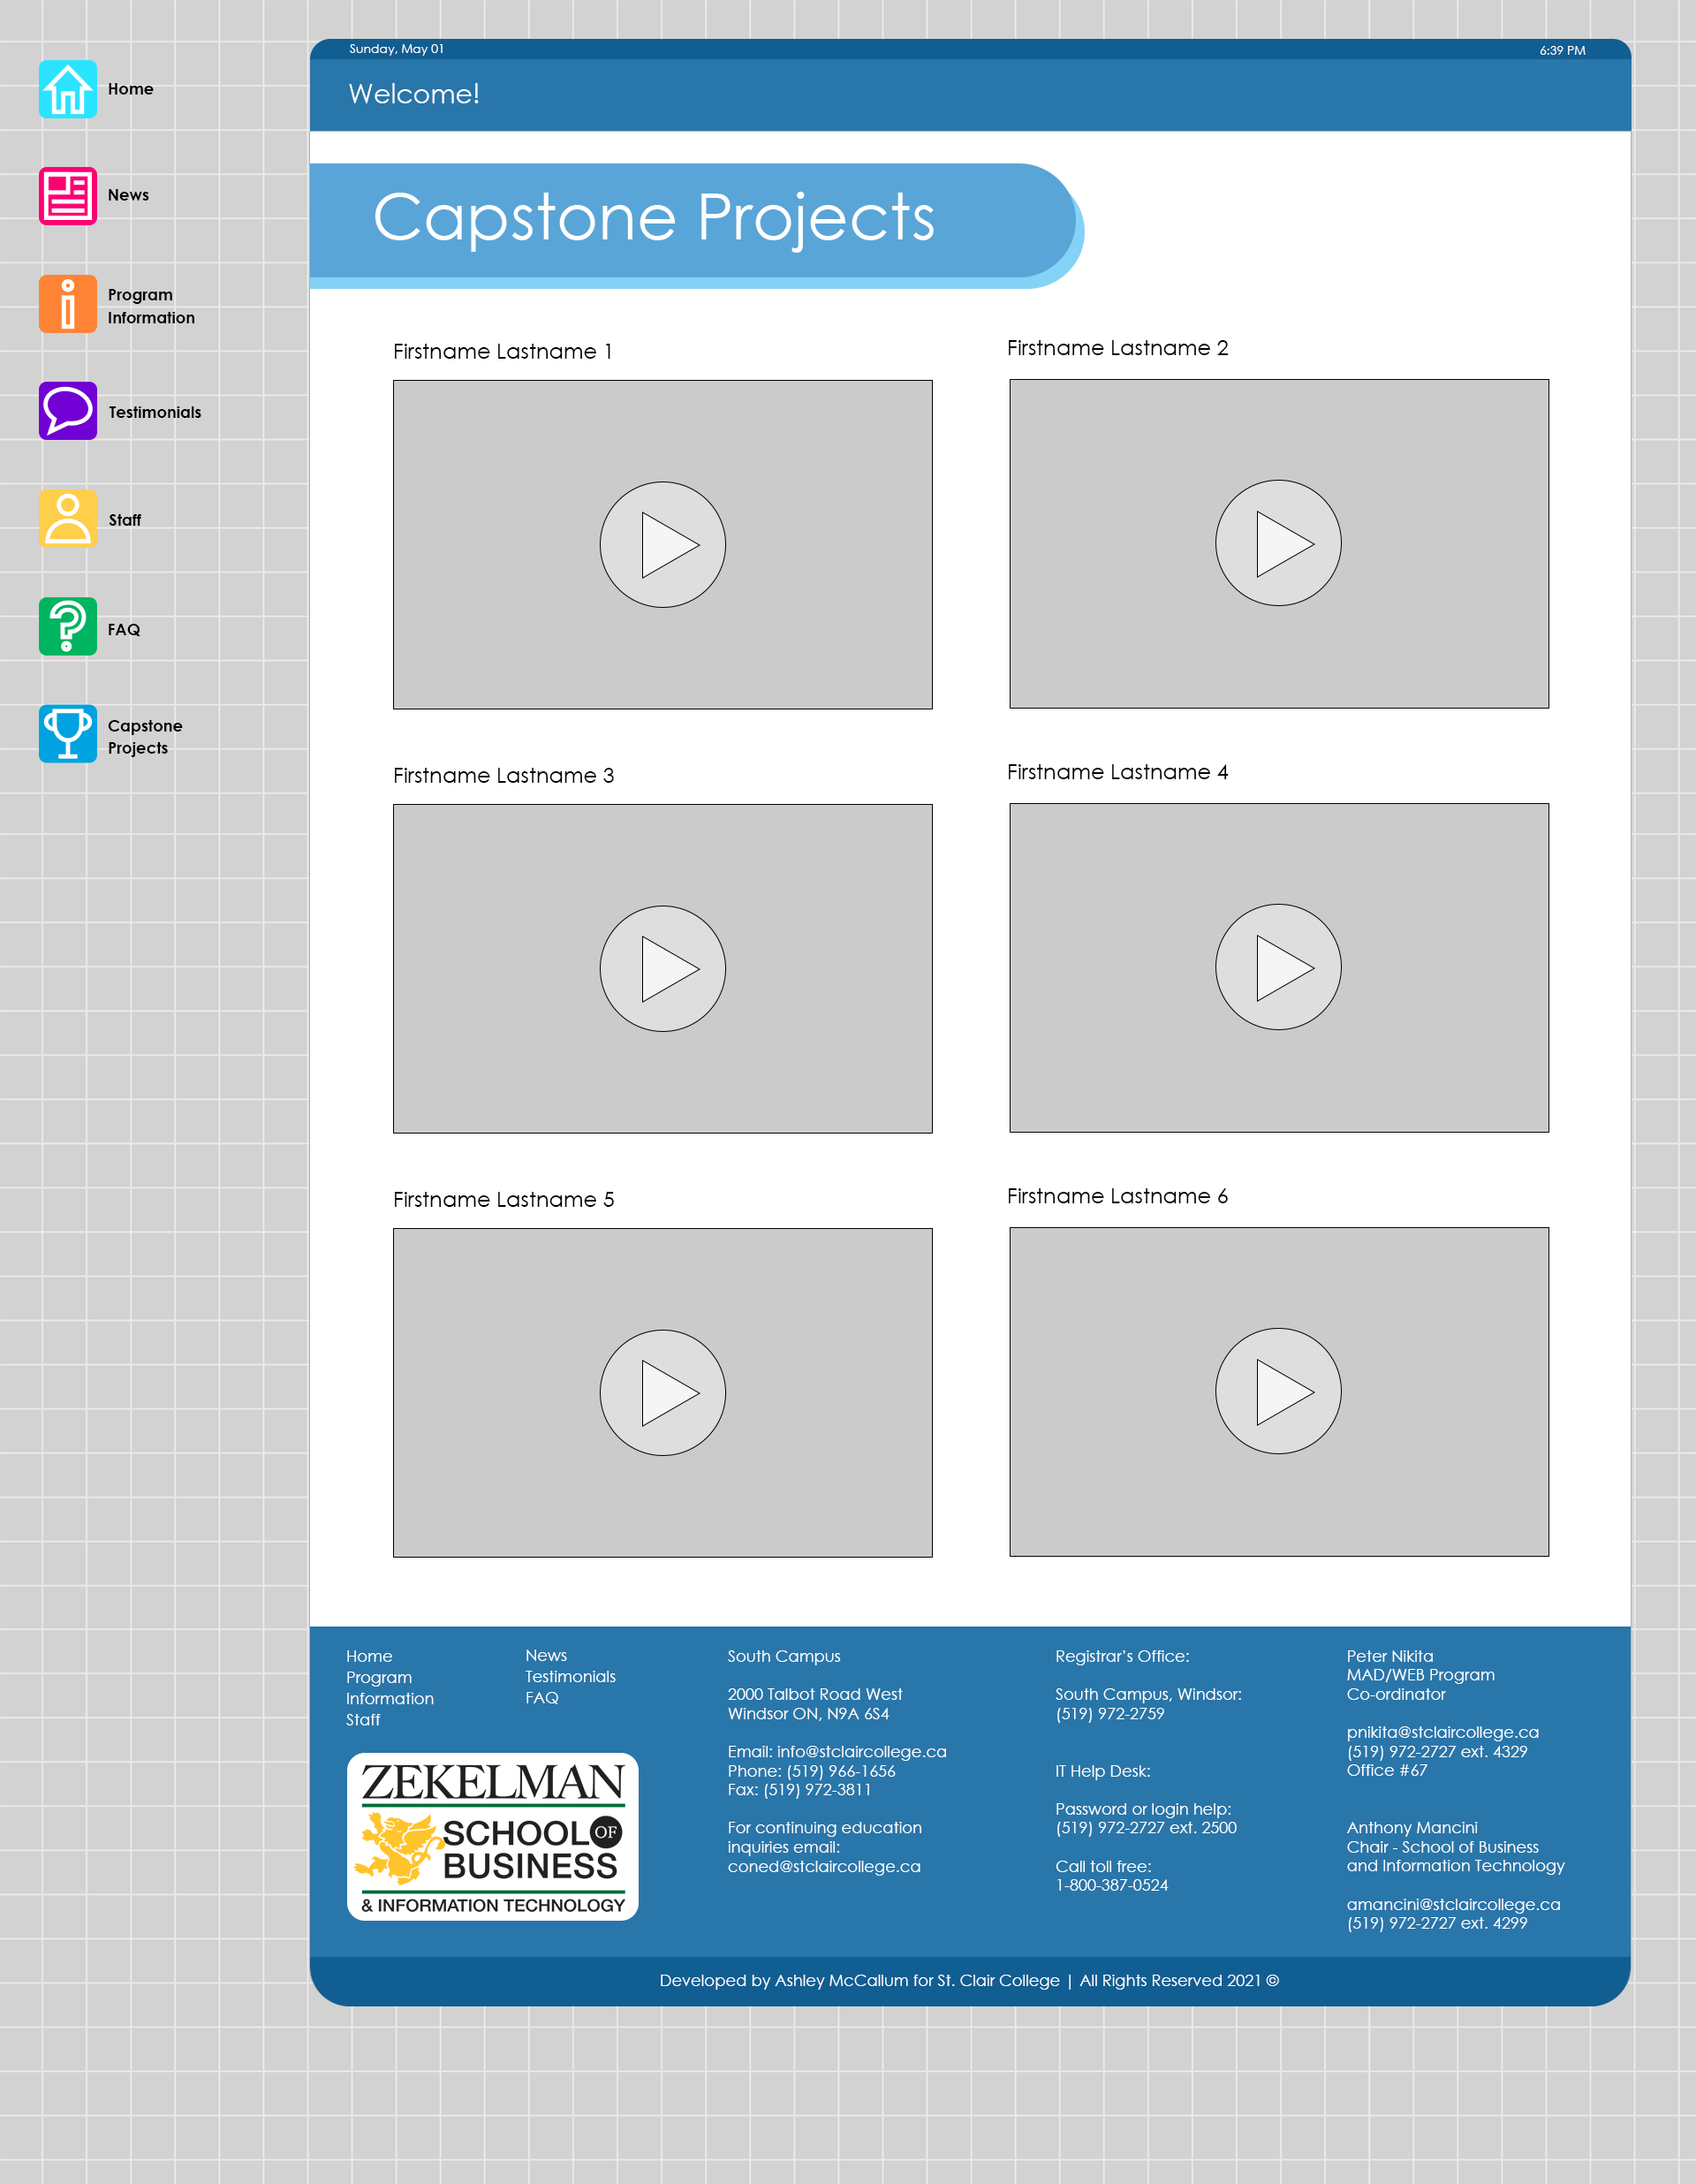 Sunday, May 01
6:39 PM
Welcome!
Home
News
Program
Information
Testimonials
Staff
FAQ
Capstone
Projects
Capstone Projects
Firstname Lastname 1
Firstname Lastname 2
Firstname Lastname 3
Firstname Lastname 4
Firstname Lastname 5
Firstname Lastname 6
Home
Program
Information
Staff
News
Testimonials
FAQ
ZEKELMAN
SCHOOL OF
BUSINESS
& INFORMATION TECHNOLOGY
South Campus
2000 Talbot Road West
Windsor ON, N9A 6S4
Email: info@stclaircollege.ca
Phone: (519) 966-1656
Fax: (519) 972-3811
For continuing education
inquiries email:
coned@stclaircollege.ca
Registrar’s Office:
South Campus, Windsor:
(519) 972-2759
IT Help Desk:
Password or login help:
(519) 972-2727 ext. 2500
Call toll free:
1-800-387-0524
Peter Nikita
MAD/WEB Program
Co-ordinator
pnikita@stclaircollege.ca
(519) 972-2727 ext. 4329
Office #67
Anthony Mancini
Chair - School of Business
and Information Technology
amancini@stclaircollege.ca
(519) 972-2727 ext. 4299
Developed by Ashley McCallum for St. Clair College | All Rights Reserved 2021 ©